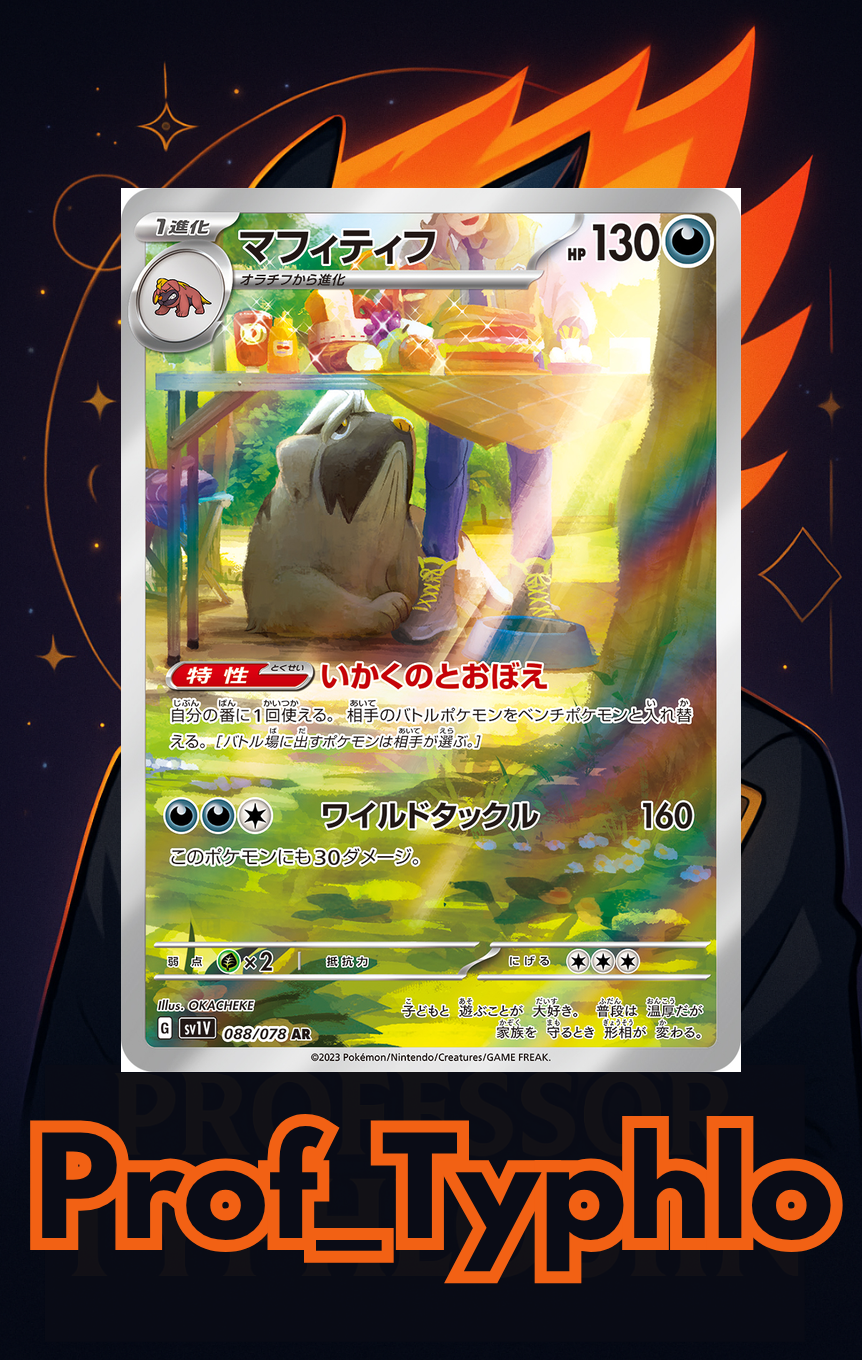 1進化
マフィティフ
HP 130
オラチフから進化
特性
とくせい
いかくのとおぼえ
自分の番に1回使える。相手のバトルポケモンをベンチポケモンと入れ替
える。[バトル場に出すポケモンは相手が選ぶ。]
ワイルドタックル 160
このポケモンにも30ダメージ。
弱点 ×2 抵抗力 にげる
Illus. OKACHEKE
子どもと 遊ぶことが 大好き。 普段は 温厚だが
家族を 守るとき 形相が 変わる。
G sv1V 088/078 AR
©2023 Pokémon/Nintendo/Creatures/GAME FREAK.
PROFESSOR
Prof_Typhlo